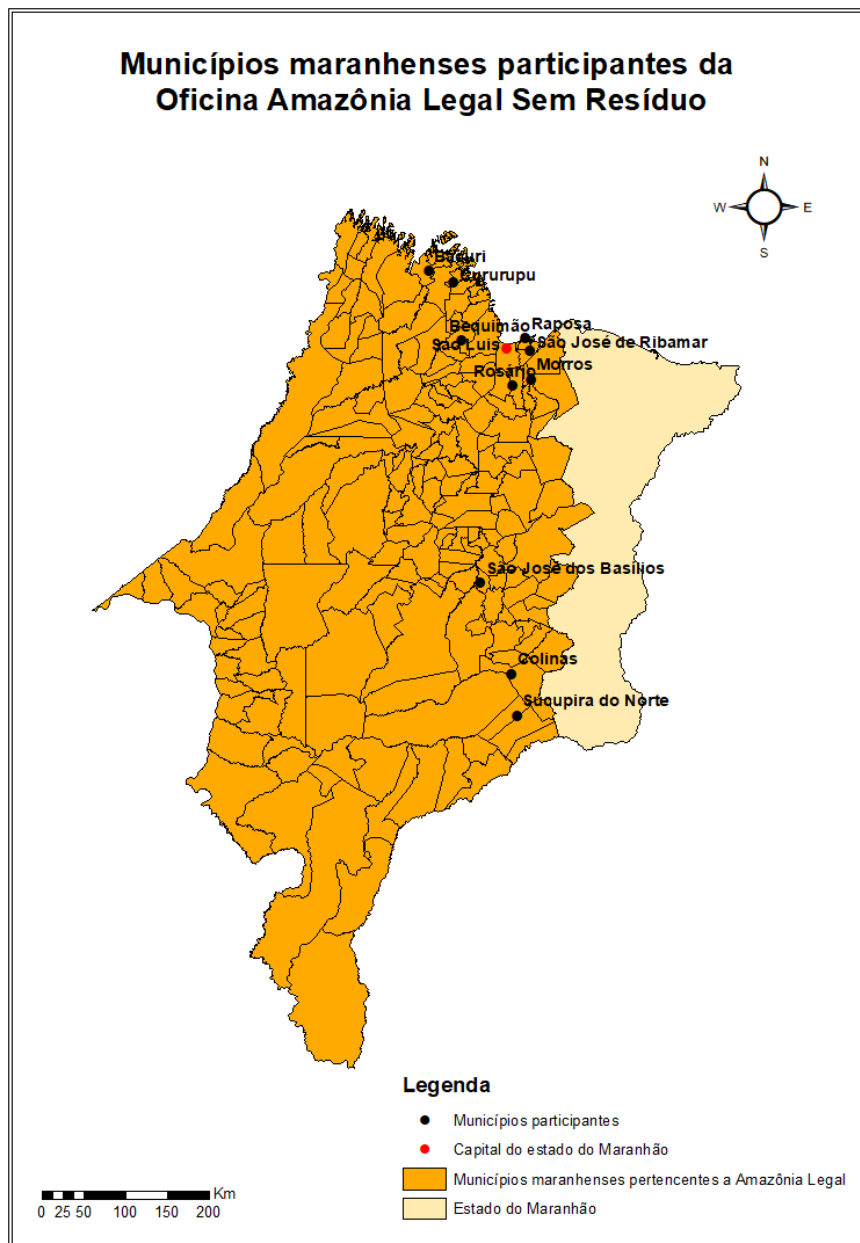 Municípios maranhenses participantes da
Oficina Amazônia Legal Sem Resíduo
N
W
E
S
Bacuri
Cururupu
Bequimão
Raposa
São Luis
São José de Ribamar
Rosário
Morros
São José dos Basílios
Colinas
Sucupira do Norte
Legenda
Municípios participantes
Capital do estado do Maranhão
Municípios maranhenses pertencentes a Amazônia Legal
Estado do Maranhão
Km
0 25 50 100 150 200